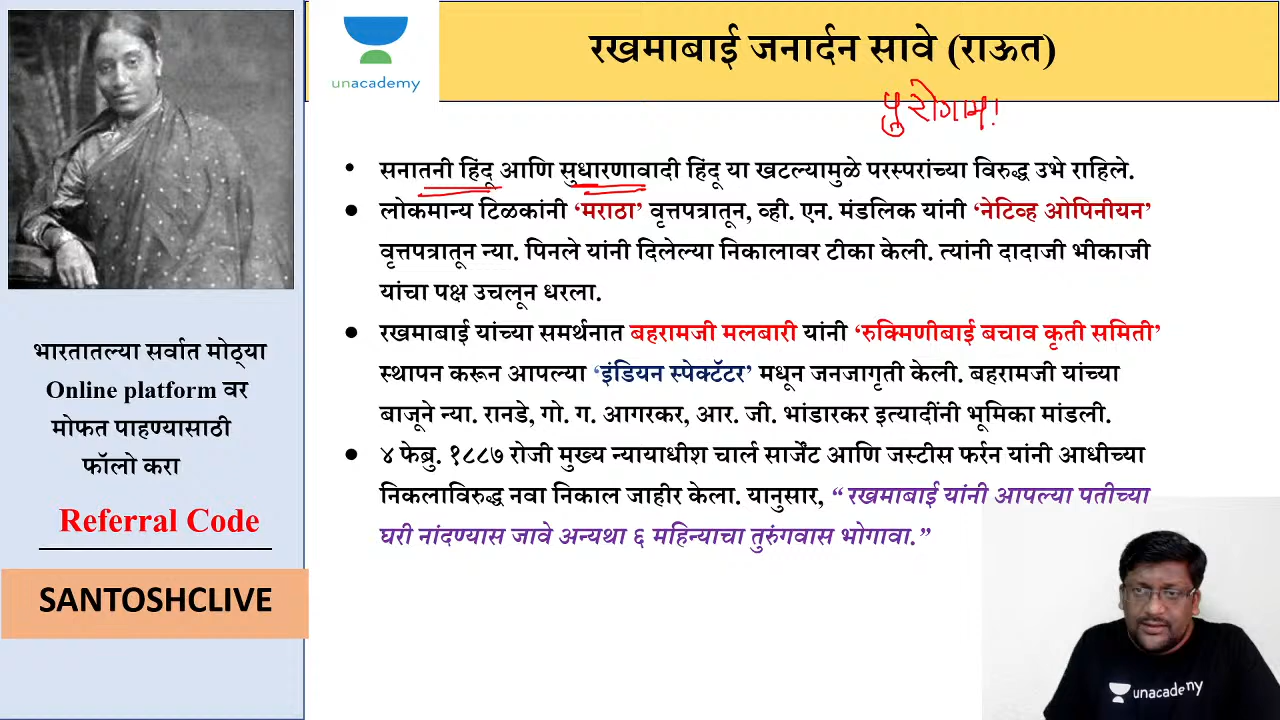 unacademy
रखमाबाई जनार्दन सावे (राऊत)
पुरोगामी
• सनातनी हिंदू आणि सुधारणावादी हिंदू या खटल्यामुळे परस्परांच्या विरुद्ध उभे राहिले.
• लोकमान्य टिळकांनी ‘मराठा’ वृत्तपत्रातून, व्ही. एन. मंडलिक यांनी ‘नेटिव्ह ओपिनीयन’
वृत्तपत्रातून न्या. पिनले यांनी दिलेल्या निकालावर टीका केली. त्यांनी दादाजी भीकाजी
यांचा पक्ष उचलून धरला.
• रखमाबाई यांच्या समर्थनात बहरामजी मलबारी यांनी ‘रुक्मिणीबाई बचाव कृती समिती’
स्थापन करून आपल्या ‘इंडियन स्पेक्टॅटर’ मधून जनजागृती केली. बहरामजी यांच्या
बाजूने न्या. रानडे, गो. ग. आगरकर, आर. जी. भांडारकर इत्यादींनी भूमिका मांडली.
• ४ फेब्रु. १८८७ रोजी मुख्य न्यायाधीश चार्ल सार्जेंट आणि जस्टीस फर्रन यांनी आधीच्या
निकलाविरुद्ध नवा निकाल जाहीर केला. यानुसार, “ रखमाबाई यांनी आपल्या पतीच्या
घरी नांदण्यास जावे अन्यथा ६ महिन्याचा तुरुंगवास भोगावा.”
भारतातल्या सर्वात मोठ्या
Online platform वर
मोफत पाहण्यासाठी
फॉलो करा
Referral Code
SANTOSHCLIVE
unacademy